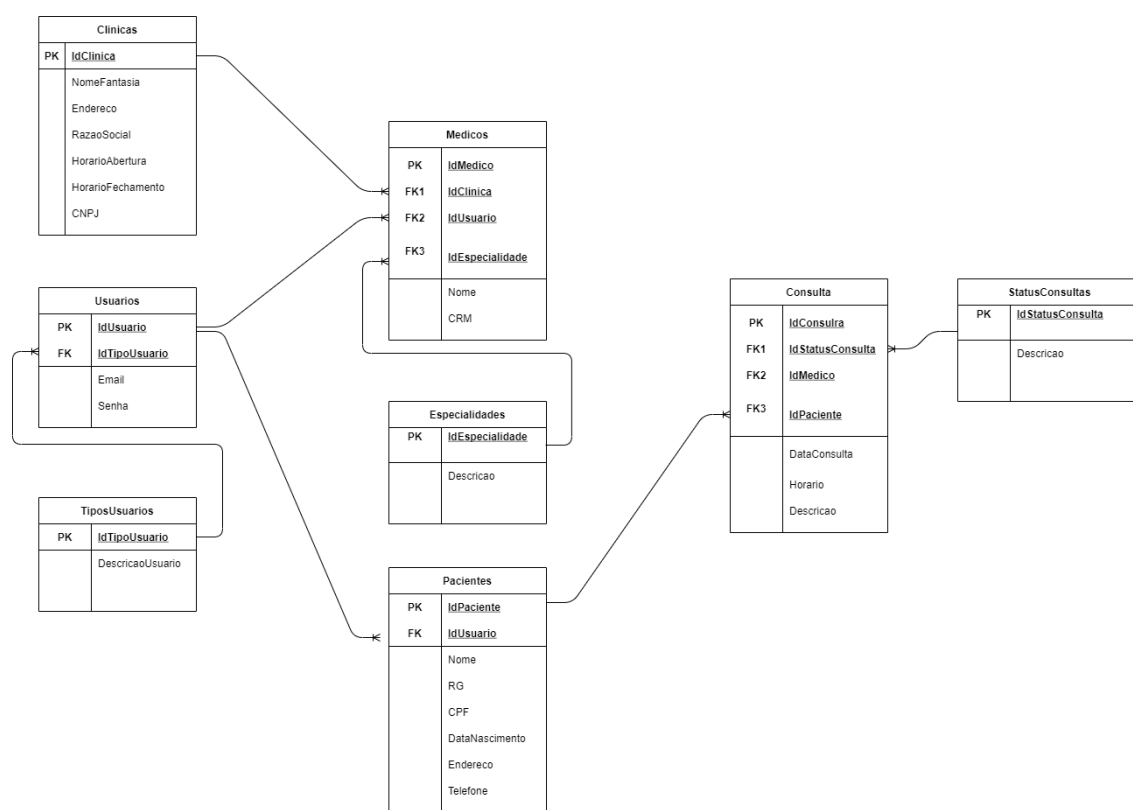 Clinicas
PK IdClinica
NomeFantasia
Endereco
RazaoSocial
HorarioAbertura
HorarioFechamento
CNPJ
Medicos
PK IdMedico
FK1 IdClinica
FK2 IdUsuario
FK3 IdEspecialidade
Nome
CRM
Usuarios
PK IdUsuario
FK IdTipoUsuario
Email
Senha
Consulta
PK IdConsulra
FK1 IdStatusConsulta
FK2 IdMedico
FK3 IdPaciente
DataConsulta
Horario
Descricao
StatusConsultas
PK IdStatusConsulta
Descricao
Especialidades
PK IdEspecialidade
Descricao
TiposUsuarios
PK IdTipoUsuario
DescricaoUsuario
Pacientes
PK IdPaciente
FK IdUsuario
Nome
RG
CPF
DataNascimento
Endereco
Telefone